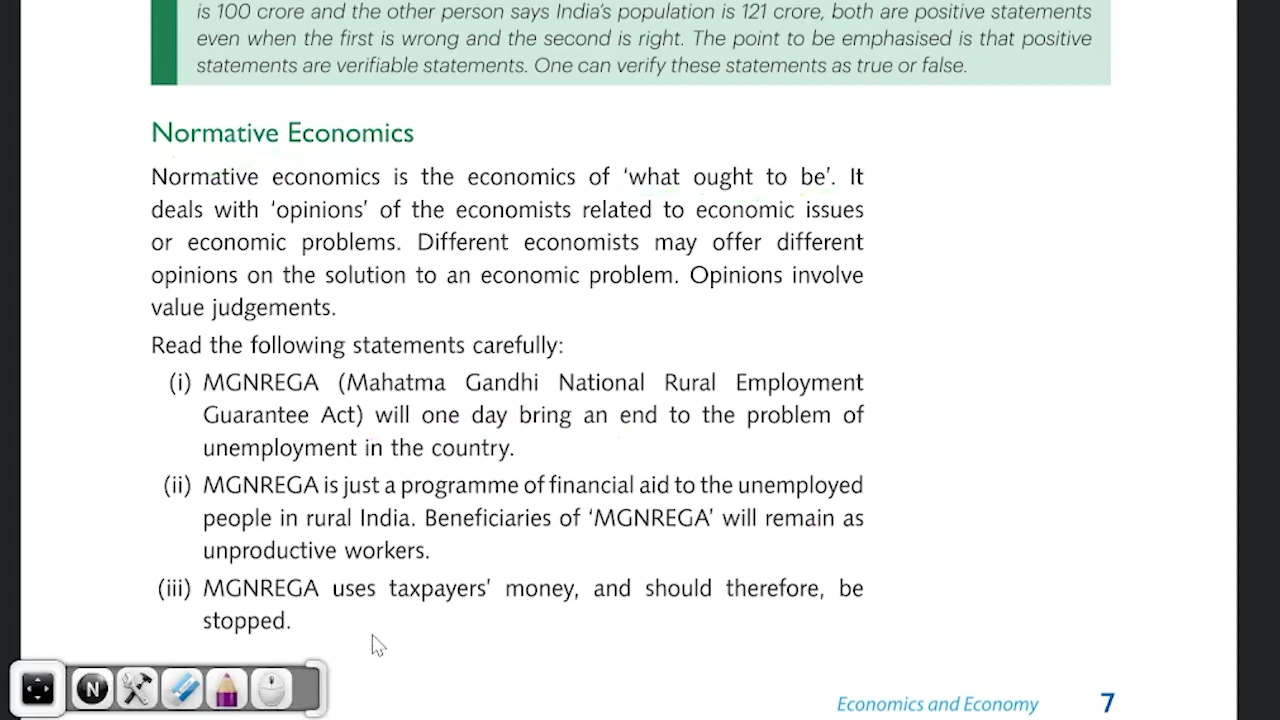 is 100 crore and the other person says India's population is 121 crore, both are positive statements
even when the first is wrong and the second is right. The point to be emphasised is that positive
statements are verifiable statements. One can verify these statements as true or false.
Normative Economics
Normative economics is the economics of ‘what ought to be’. It
deals with ‘opinions’ of the economists related to economic issues
or economic problems. Different economists may offer different
opinions on the solution to an economic problem. Opinions involve
value judgements.
Read the following statements carefully:
(i) MGNREGA (Mahatma Gandhi National Rural Employment
Guarantee Act) will one day bring an end to the problem of
unemployment in the country.
(ii) MGNREGA is just a programme of financial aid to the unemployed
people in rural India. Beneficiaries of ‘MGNREGA’ will remain as
unproductive workers.
(iii) MGNREGA uses taxpayers’ money, and should therefore, be
stopped.
N
Economics and Economy 7